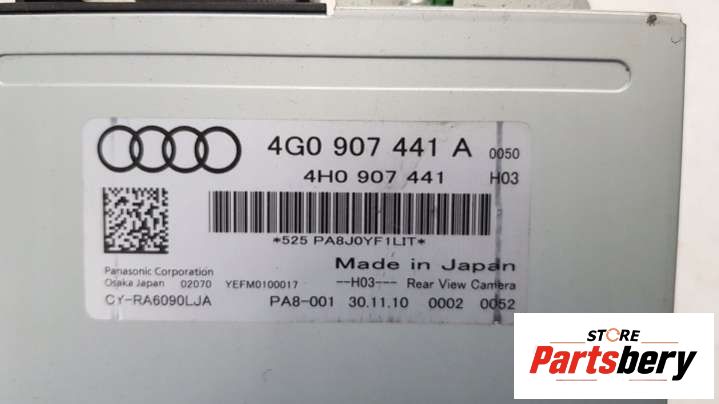 4G0 907 441 A 0050
4H0 907 441 H03
*525 PA8J0YF1LIT*
Made in Japan
Panasonic Corporation
Osaka Japan 02070 YEFM0100017 --H03--- Rear View Camera
CY-RA6090LJA PA8-001 30.11.10 0002 0052
STORE
Partsbery